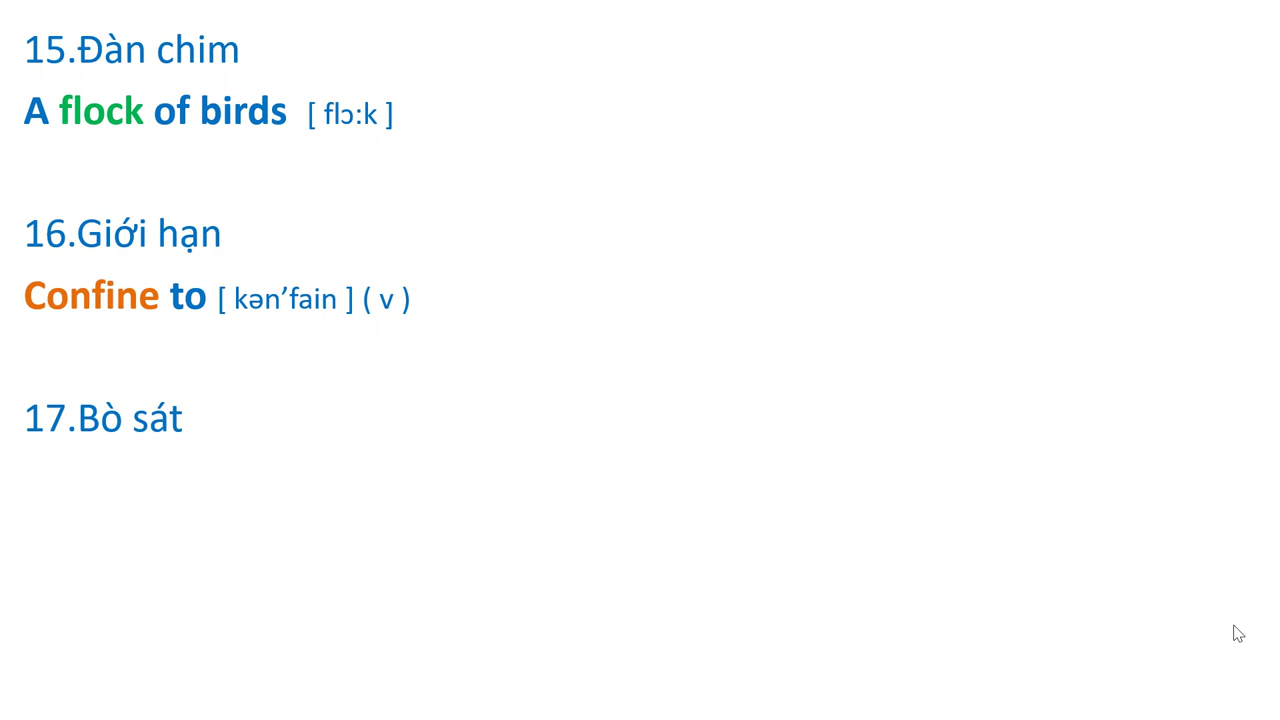 15.Đàn chim
A flock of birds [ flɔ:k ]
16.Giới hạn
Confine to [ kən’fain ] ( v )
17.Bò sát